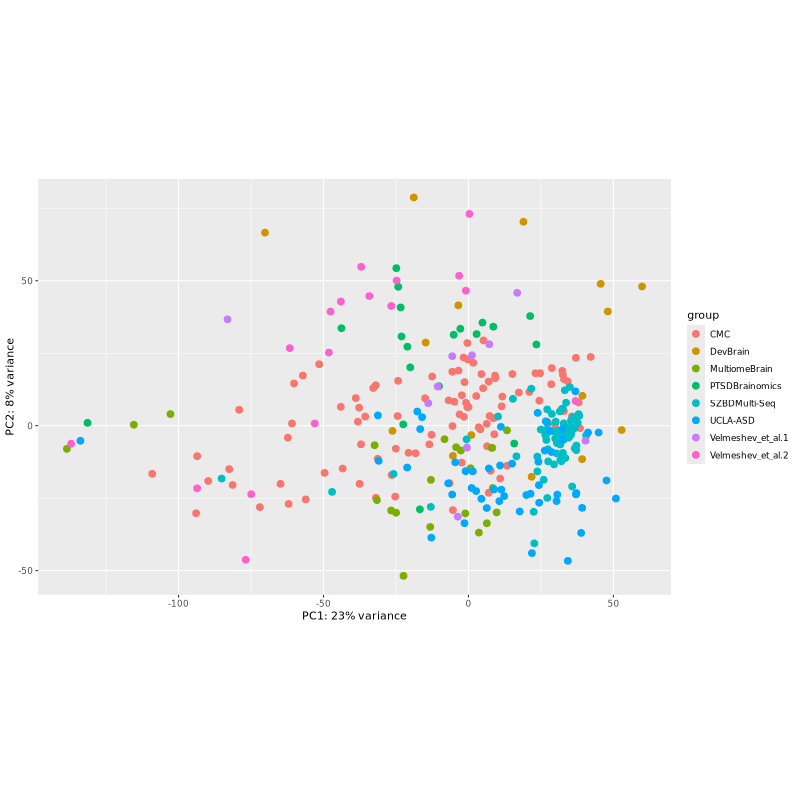 group
CMC
DevBrain
MultiomeBrain
PTSDBrainomics
SZBDMulti-Seq
UCLA-ASD
Velmeshev_et_al.1
Velmeshev_et_al.2
PC2: 8% variance
50
0
-50
-100
-50
0
50
PC1: 23% variance